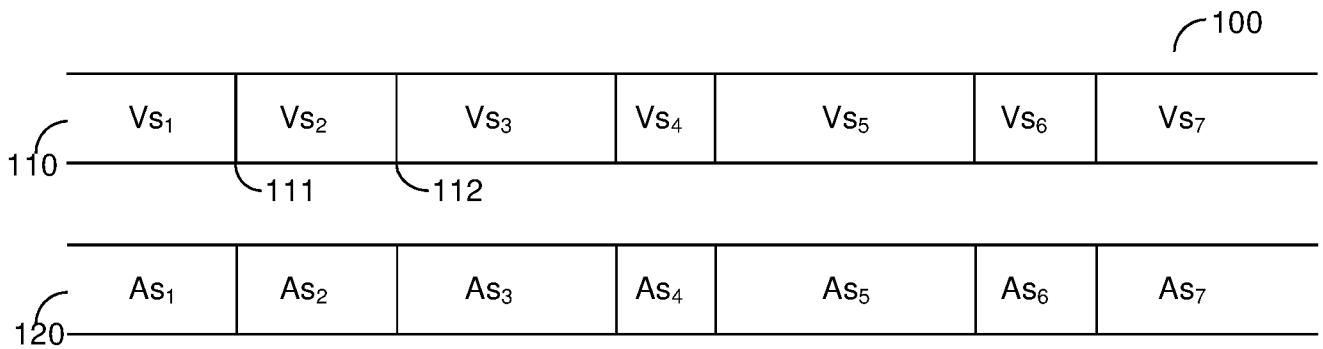 100
Vs₁ Vs₂ Vs₃ Vs₄ Vs₅ Vs₆ Vs₇
110
111 112
As₁ As₂ As₃ As₄ As₅ As₆ As₇
120